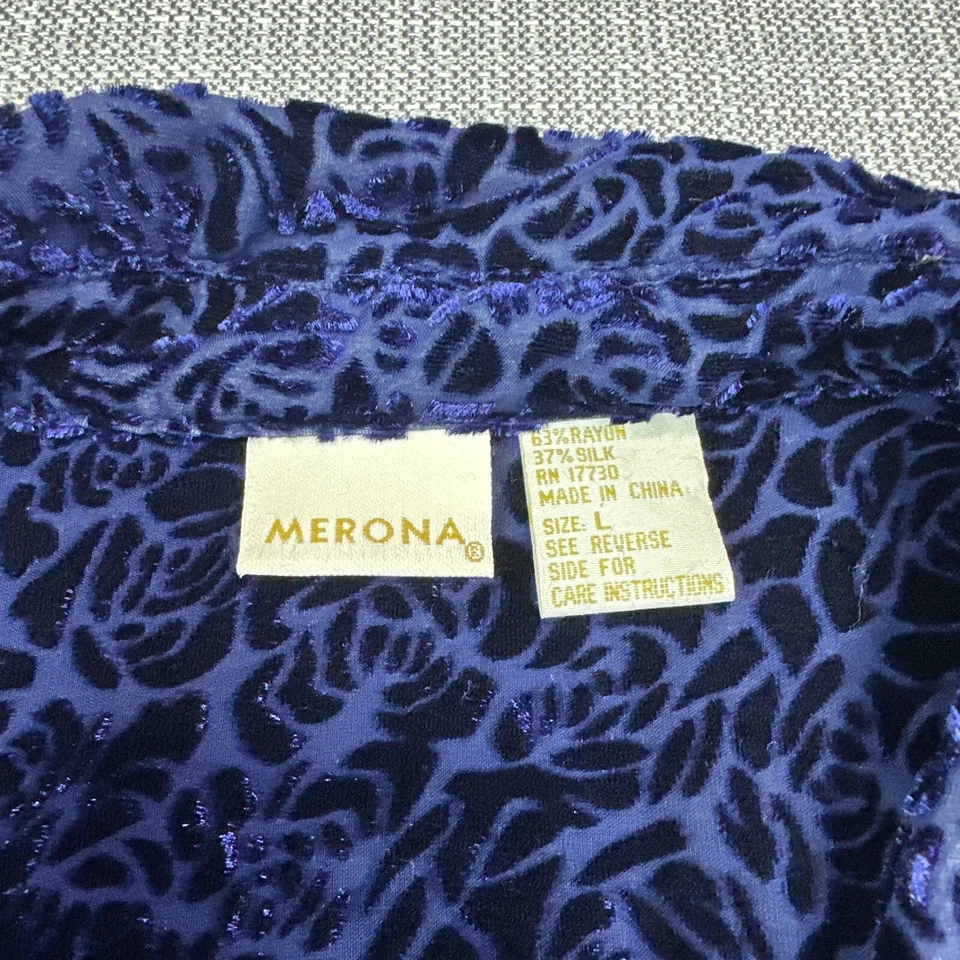 MERONA®
63% RAYON
37% SILK
RN 17730
MADE IN CHINA
SIZE: L
SEE REVERSE
SIDE FOR
CARE INSTRUCTIONS